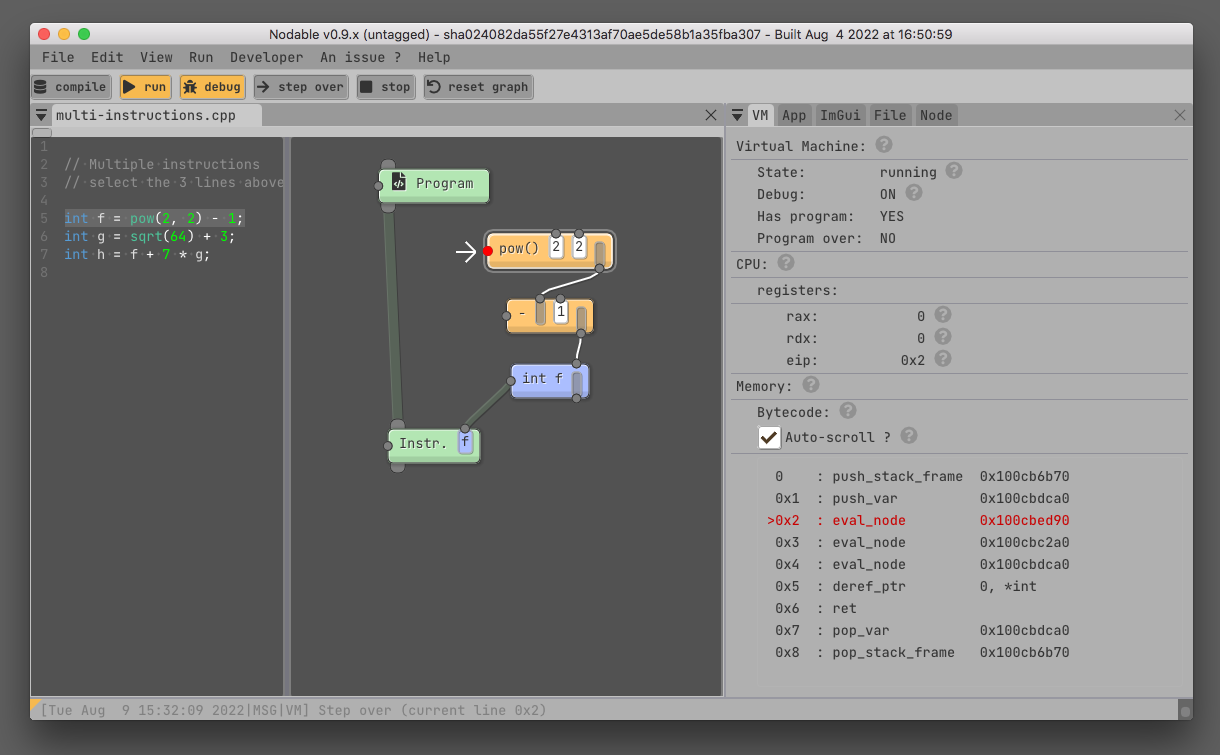 Nodable v0.9.x (untagged) - sha024082da55f27e4313af70ae5de58b1a35fba307 - Built Aug  4 2022 at 16:50:59
File Edit View Run Developer An issue ? Help
compile run debug step over stop reset graph
multi-instructions.cpp
1
2 // Multiple instructions
3 // select the 3 lines above
4
5 int f = pow(2, 2) - 1;
6 int g = sqrt(64) + 3;
7 int h = f + 7 * g;
8
Program
pow() 2 2
- 1
int f
Instr. f
VM App ImGui File Node
Virtual Machine: ?
State: running ?
Debug: ON ?
Has program: YES
Program over: NO
CPU: ?
registers:
rax: 0 ?
rdx: 0 ?
eip: 0x2 ?
Memory: ?
Bytecode: ?
Auto-scroll ? ?
0 : push_stack_frame 0x100cb6b70
0x1 : push_var 0x100cbdca0
>0x2 : eval_node 0x100cbed90
0x3 : eval_node 0x100cbc2a0
0x4 : eval_node 0x100cbdca0
0x5 : deref_ptr 0, *int
0x6 : ret
0x7 : pop_var 0x100cbdca0
0x8 : pop_stack_frame 0x100cb6b70
[Tue Aug  9 15:32:09 2022|MSG|VM] Step over (current line 0x2)